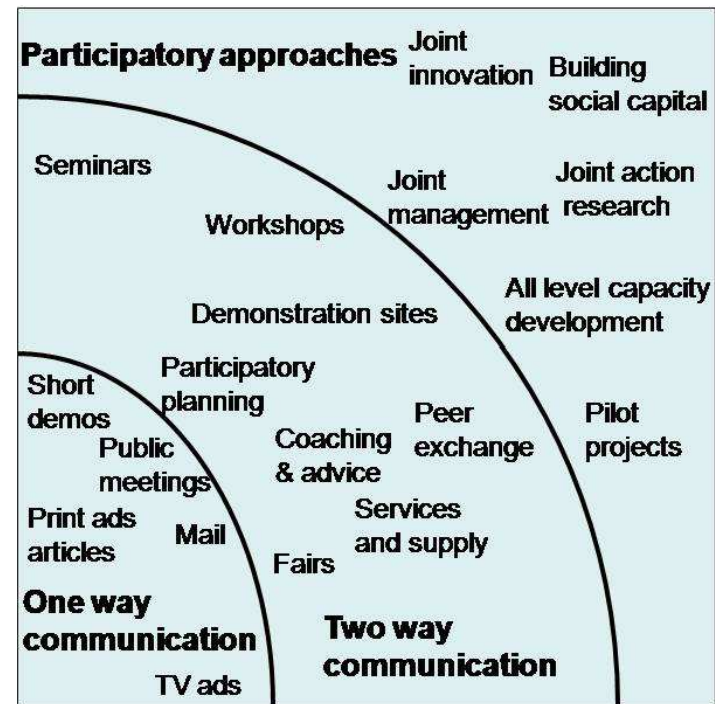 Participatory approaches
Joint
innovation
Building
social capital
Seminars
Joint
management
Joint action
research
Workshops
All level capacity
development
Demonstration sites
Participatory
planning
Short
demos
Peer
exchange
Pilot
projects
Coaching
& advice
Public
meetings
Print ads
articles
Mail
Services
and supply
Fairs
One way
communication
Two way
communication
TV ads